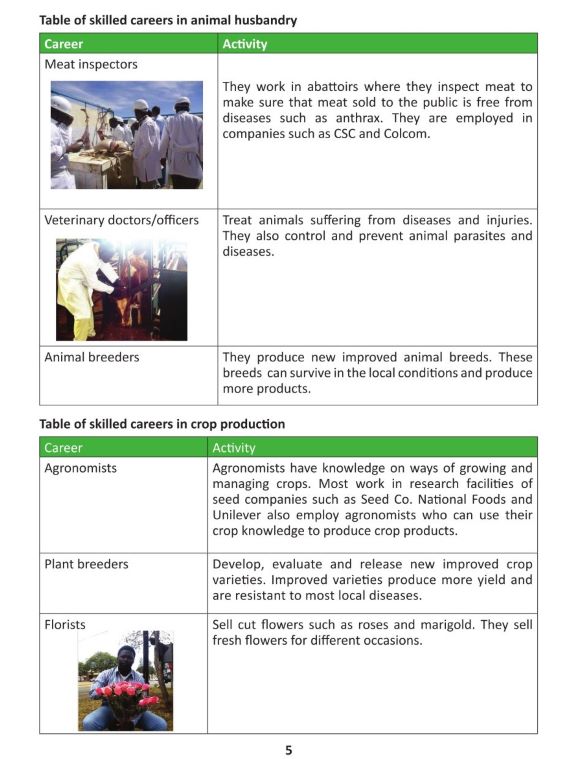 Table of skilled careers in animal husbandry
Career
Activity
Meat inspectors
They work in abattoirs where they inspect meat to
make sure that meat sold to the public is free from
diseases such as anthrax. They are employed in
companies such as CSC and Colcom.
Veterinary doctors/officers
Treat animals suffering from diseases and injuries.
They also control and prevent animal parasites and
diseases.
Animal breeders
They produce new improved animal breeds. These
breeds can survive in the local conditions and produce
more products.
Table of skilled careers in crop production
Career
Activity
Agronomists
Agronomists have knowledge on ways of growing and
managing crops. Most work in research facilities of
seed companies such as Seed Co. National Foods and
Unilever also employ agronomists who can use their
crop knowledge to produce crop products.
Plant breeders
Develop, evaluate and release new improved crop
varieties. Improved varieties produce more yield and
are resistant to most local diseases.
Florists
Sell cut flowers such as roses and marigold. They sell
fresh flowers for different occasions.
5